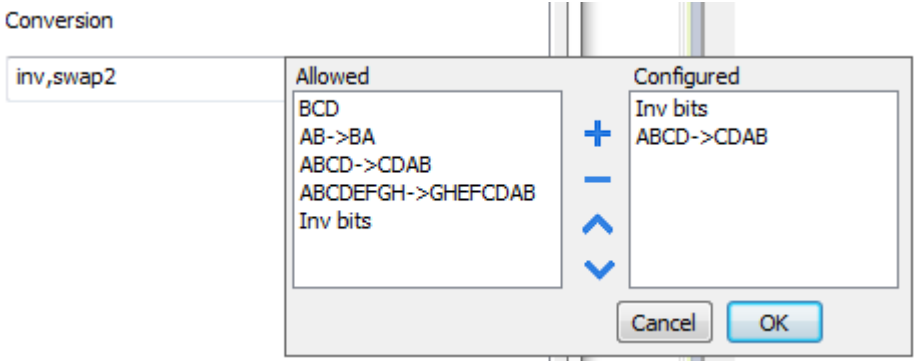 Conversion
inv,swap2
Allowed
BCD
AB->BA
ABCD->CDAB
ABCDEFGH->GHEFCDAB
Inv bits
Configured
Inv bits
ABCD->CDAB
Cancel
OK